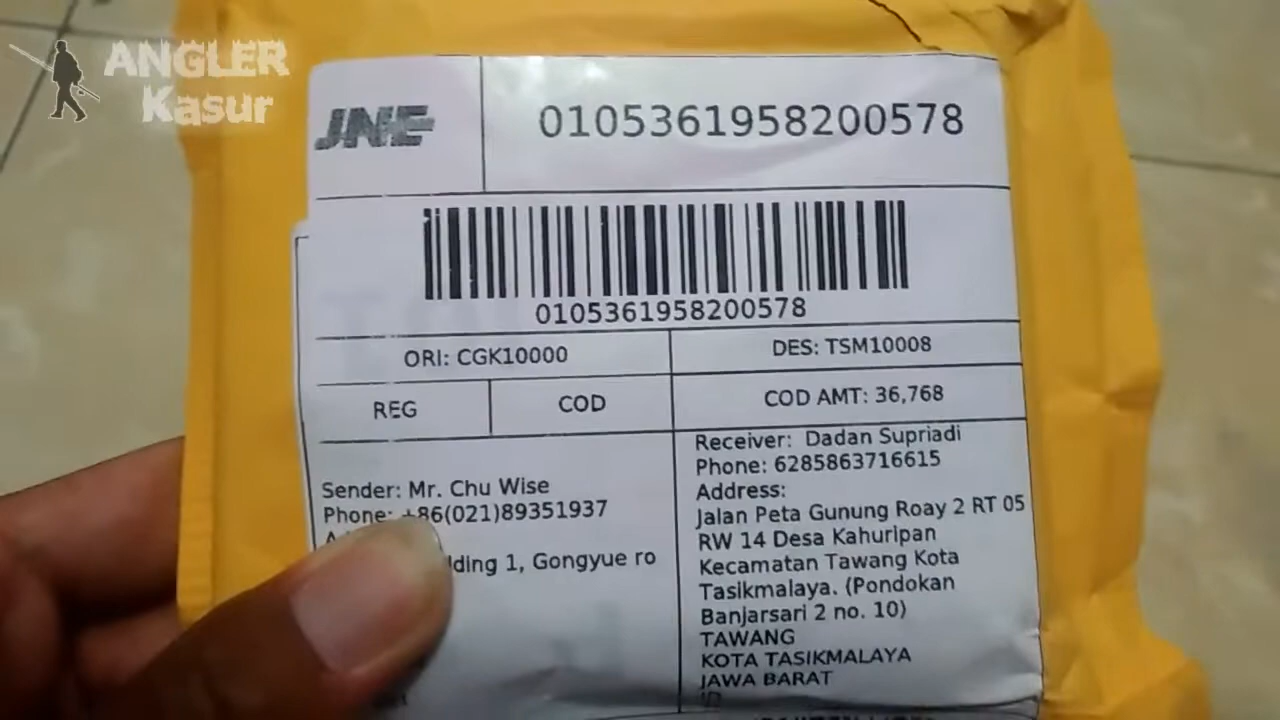 ANGLER
Kasur
JNE
0105361958200578
0105361958200578
ORI: CGK10000
DES: TSM10008
REG
COD
COD AMT: 36,768
Sender: Mr. Chu Wise
Phone: +86(021)89351937
lding 1, Gongyue ro
Receiver: Dadan Supriadi
Phone: 6285863716615
Address:
Jalan Peta Gunung Roay 2 RT 05
RW 14 Desa Kahuripan
Kecamatan Tawang Kota
Tasikmalaya. (Pondokan
Banjarsari 2 no. 10)
TAWANG
KOTA TASIKMALAYA
JAWA BARAT